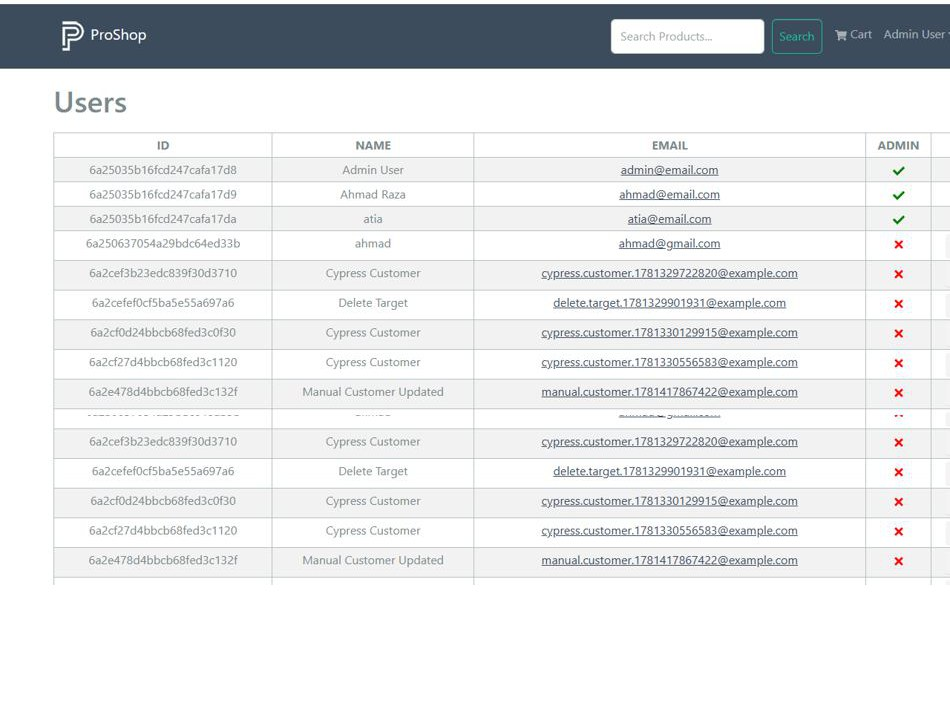 ProShop Search Products... Search Cart Admin User
Users
ID NAME EMAIL ADMIN
6a25035b16fcd247cafa17d8 Admin User admin@email.com
6a25035b16fcd247cafa17d9 Ahmad Raza ahmad@email.com
6a25035b16fcd247cafa17da atia atia@email.com
6a250637054a29bdc64ed33b ahmad ahmad@gmail.com
6a2cef3b23edc839f30d3710 Cypress Customer cypress.customer.1781329722820@example.com
6a2cefef0cf5ba5e55a697a6 Delete Target delete.target.1781329901931@example.com
6a2cf0d24bbcb68fed3c0f30 Cypress Customer cypress.customer.1781330129915@example.com
6a2cf27d4bbcb68fed3c1120 Cypress Customer cypress.customer.1781330556583@example.com
6a2e478d4bbcb68fed3c132f Manual Customer Updated manual.customer.1781417867422@example.com
6a2cef3b23edc839f30d3710 Cypress Customer cypress.customer.1781329722820@example.com
6a2cefef0cf5ba5e55a697a6 Delete Target delete.target.1781329901931@example.com
6a2cf0d24bbcb68fed3c0f30 Cypress Customer cypress.customer.1781330129915@example.com
6a2cf27d4bbcb68fed3c1120 Cypress Customer cypress.customer.1781330556583@example.com
6a2e478d4bbcb68fed3c132f Manual Customer Updated manual.customer.1781417867422@example.com